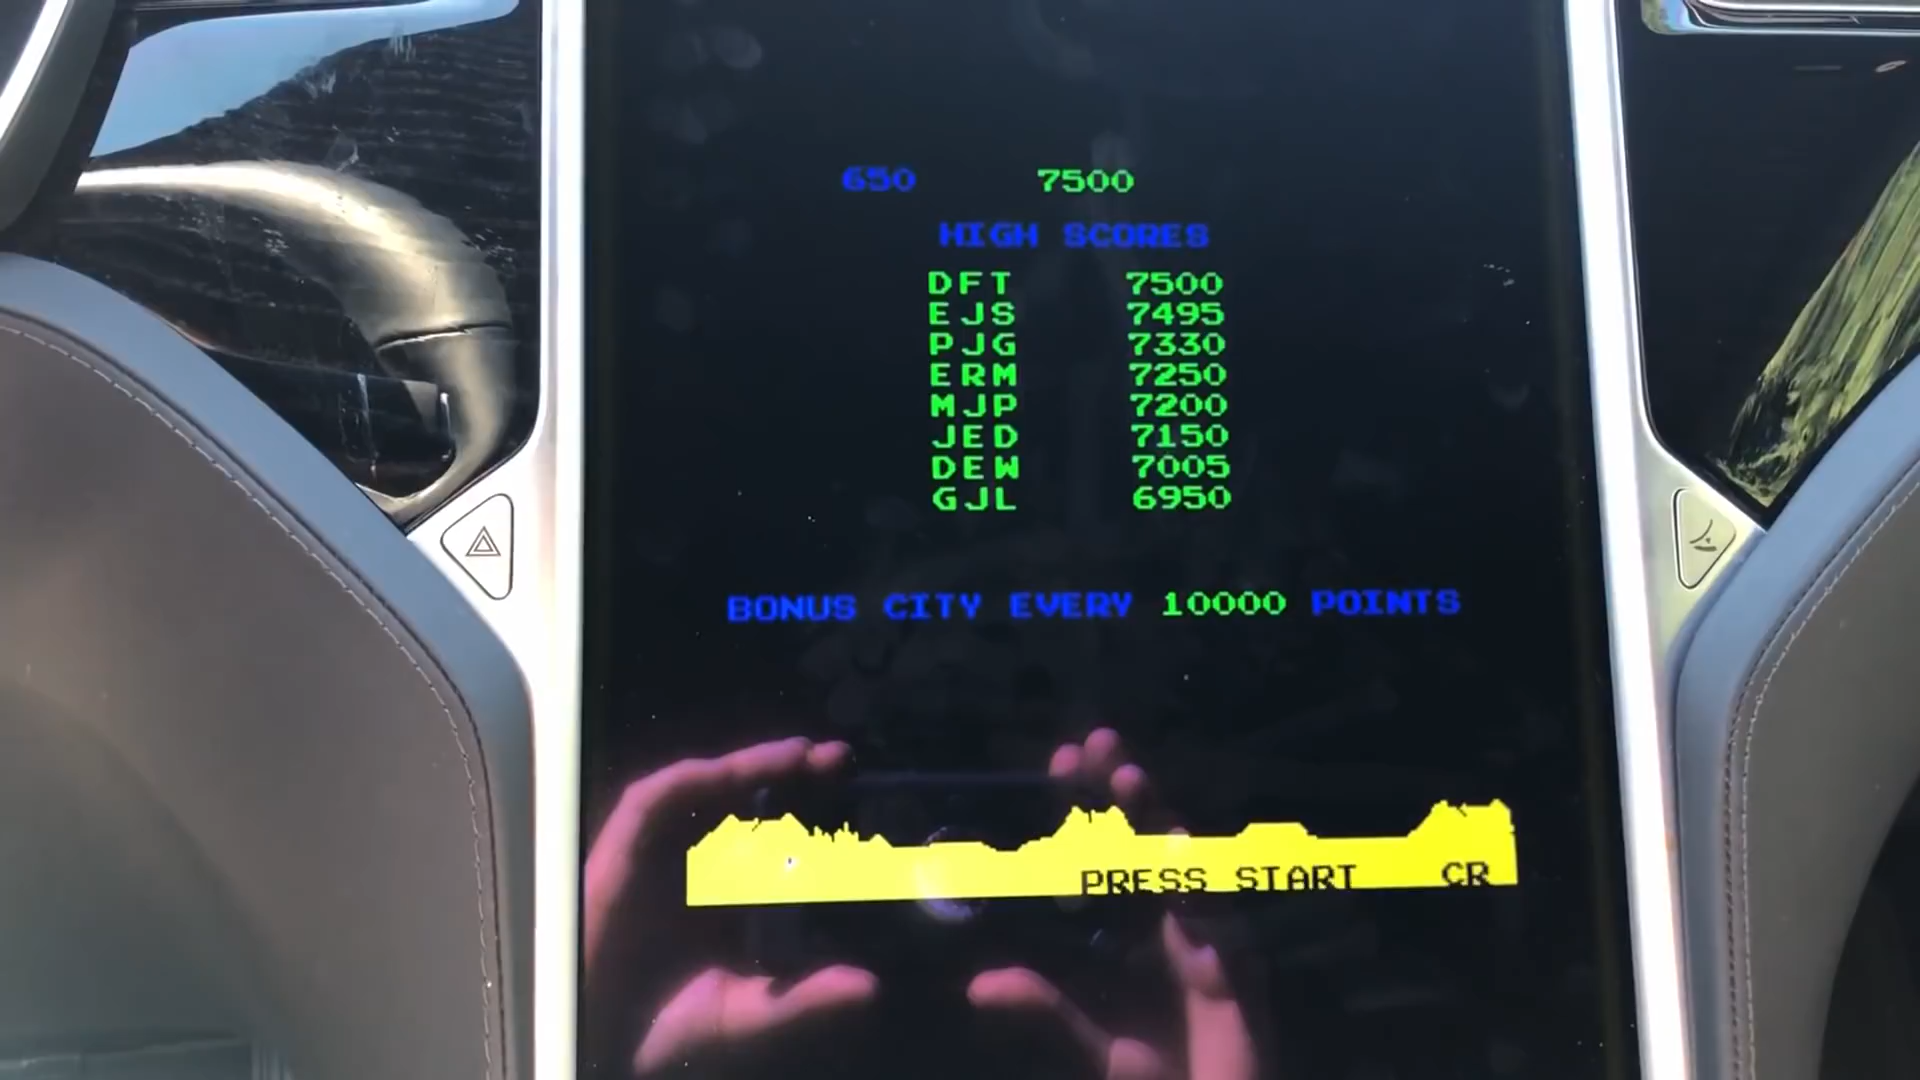 650 7500
HIGH SCORES
DFT 7500
EJS 7495
PJG 7330
ERM 7250
MJP 7200
JED 7150
DEW 7005
GJL 6950
BONUS CITY EVERY 10000 POINTS
PRESS START CR